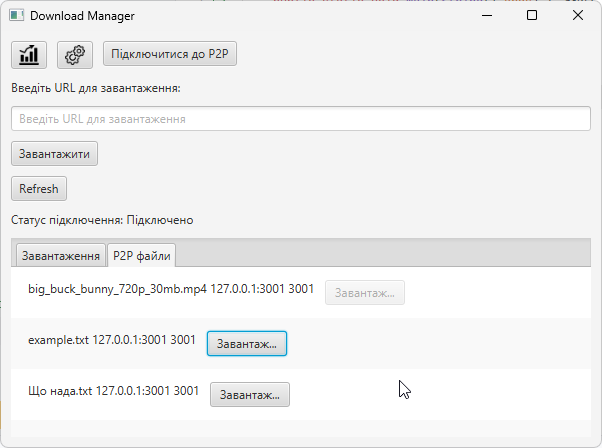 Download Manager
Підключитися до P2P
Введіть URL для завантаження:
Введіть URL для завантаження
Завантажити
Refresh
Статус підключення: Підключено
Завантаження P2P файли
big_buck_bunny_720p_30mb.mp4 127.0.0.1:3001 3001 Завантаж...
example.txt 127.0.0.1:3001 3001 Завантаж...
Що нада.txt 127.0.0.1:3001 3001 Завантаж...